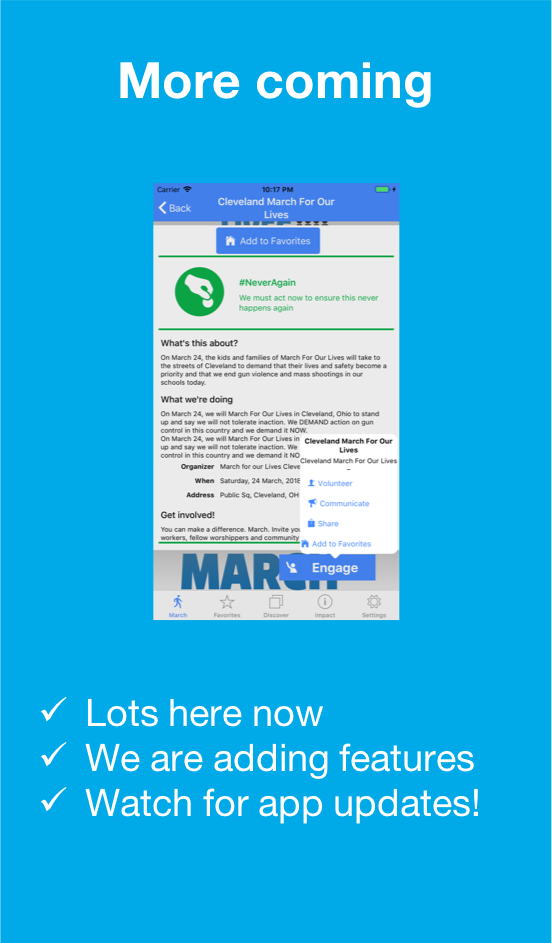 More coming
Carrier
10:17 PM
Back
Cleveland March For Our
Lives
Add to Favorites
#NeverAgain
We must act now to ensure this never
happens again
What's this about?
On March 24, the kids and families of March For Our Lives will take to
the streets of Cleveland to demand that their lives and safety become a
priority and that we end gun violence and mass shootings in our
schools today.
What we're doing
On March 24, we will March For Our Lives in Cleveland, Ohio to stand
up and say we will not tolerate inaction. We DEMAND action on gun
control in this country and we demand it NOW.
On March 24, we will March For Our Lives in
up and say we will not tolerate inaction. We
control in this country and we demand it NO
Organizer March for our Lives Cleve
When Saturday, 24 March, 2018
Address Public Sq, Cleveland, OH
Get involved!
You can make a difference. March. Invite you
workers, fellow worshippers and community
Cleveland March For Our
Lives
Cleveland March For Our Lives
–
Volunteer
Communicate
Share
Add to Favorites
MARCH
Engage
March
Favorites
Discover
Impact
Settings
✓ Lots here now
✓ We are adding features
✓ Watch for app updates!